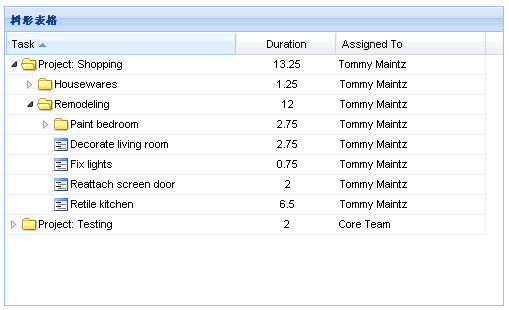 树形表格
Task Duration Assigned To
Project: Shopping 13.25 Tommy Maintz
Housewares 1.25 Tommy Maintz
Remodeling 12 Tommy Maintz
Paint bedroom 2.75 Tommy Maintz
Decorate living room 2.75 Tommy Maintz
Fix lights 0.75 Tommy Maintz
Reattach screen door 2 Tommy Maintz
Retile kitchen 6.5 Tommy Maintz
Project: Testing 2 Core Team